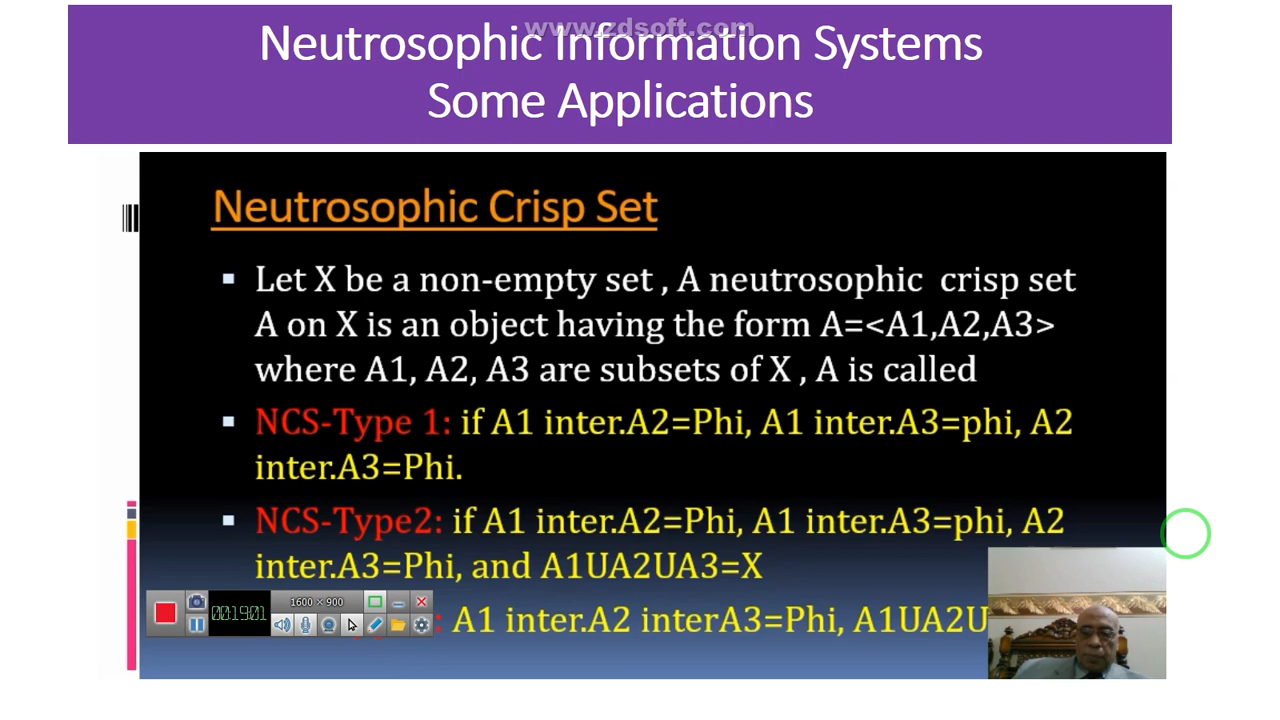 www.zdsoft.com
Neutrosophic Information Systems
Some Applications
Neutrosophic Crisp Set
▪ Let X be a non-empty set , A neutrosophic crisp set
A on X is an object having the form A=<A1,A2,A3>
where A1, A2, A3 are subsets of X , A is called
▪ NCS-Type 1: if A1 inter.A2=Phi, A1 inter.A3=phi, A2
inter.A3=Phi.
▪ NCS-Type2: if A1 inter.A2=Phi, A1 inter.A3=phi, A2
inter.A3=Phi, and A1UA2UA3=X
00:19:01
1600 × 900
: A1 inter.A2 interA3=Phi, A1UA2U